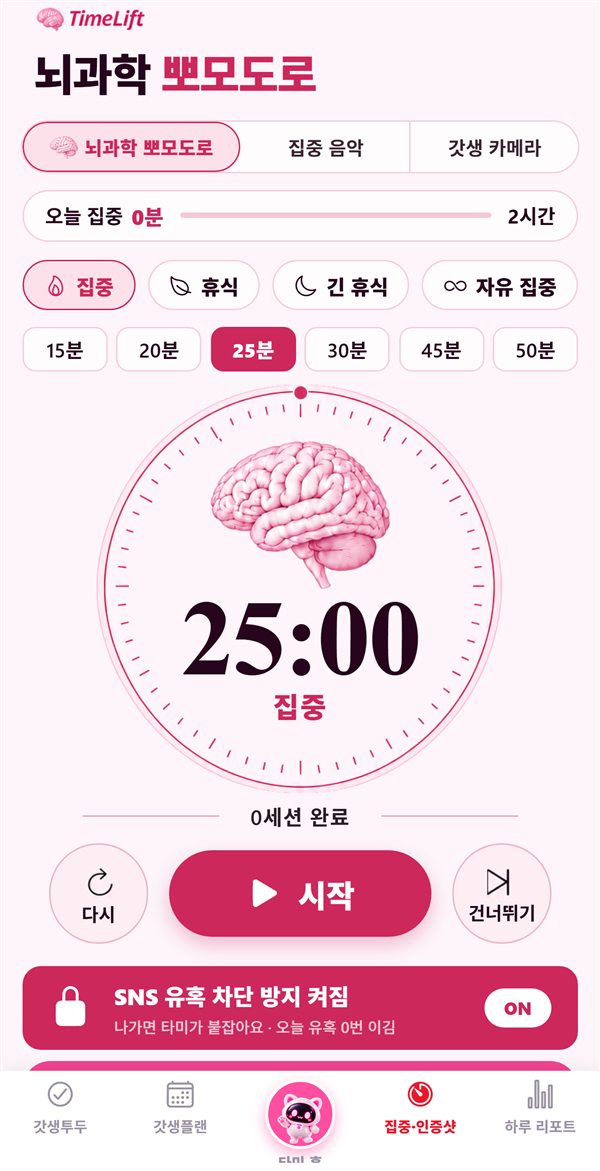 TimeLift
뇌과학 뽀모도로
뇌과학 뽀모도로 집중 음악 갓생 카메라
오늘 집중 0분 2시간
집중 휴식 긴 휴식 자유 집중
15분 20분 25분 30분 45분 50분
25:00
집중
0세션 완료
다시 시작 건너뛰기
SNS 유혹 차단 방지 켜짐
나가면 타미가 붙잡아요 · 오늘 유혹 0번 이김
ON
갓생투두 갓생플랜 집중·인증샷 하루 리포트